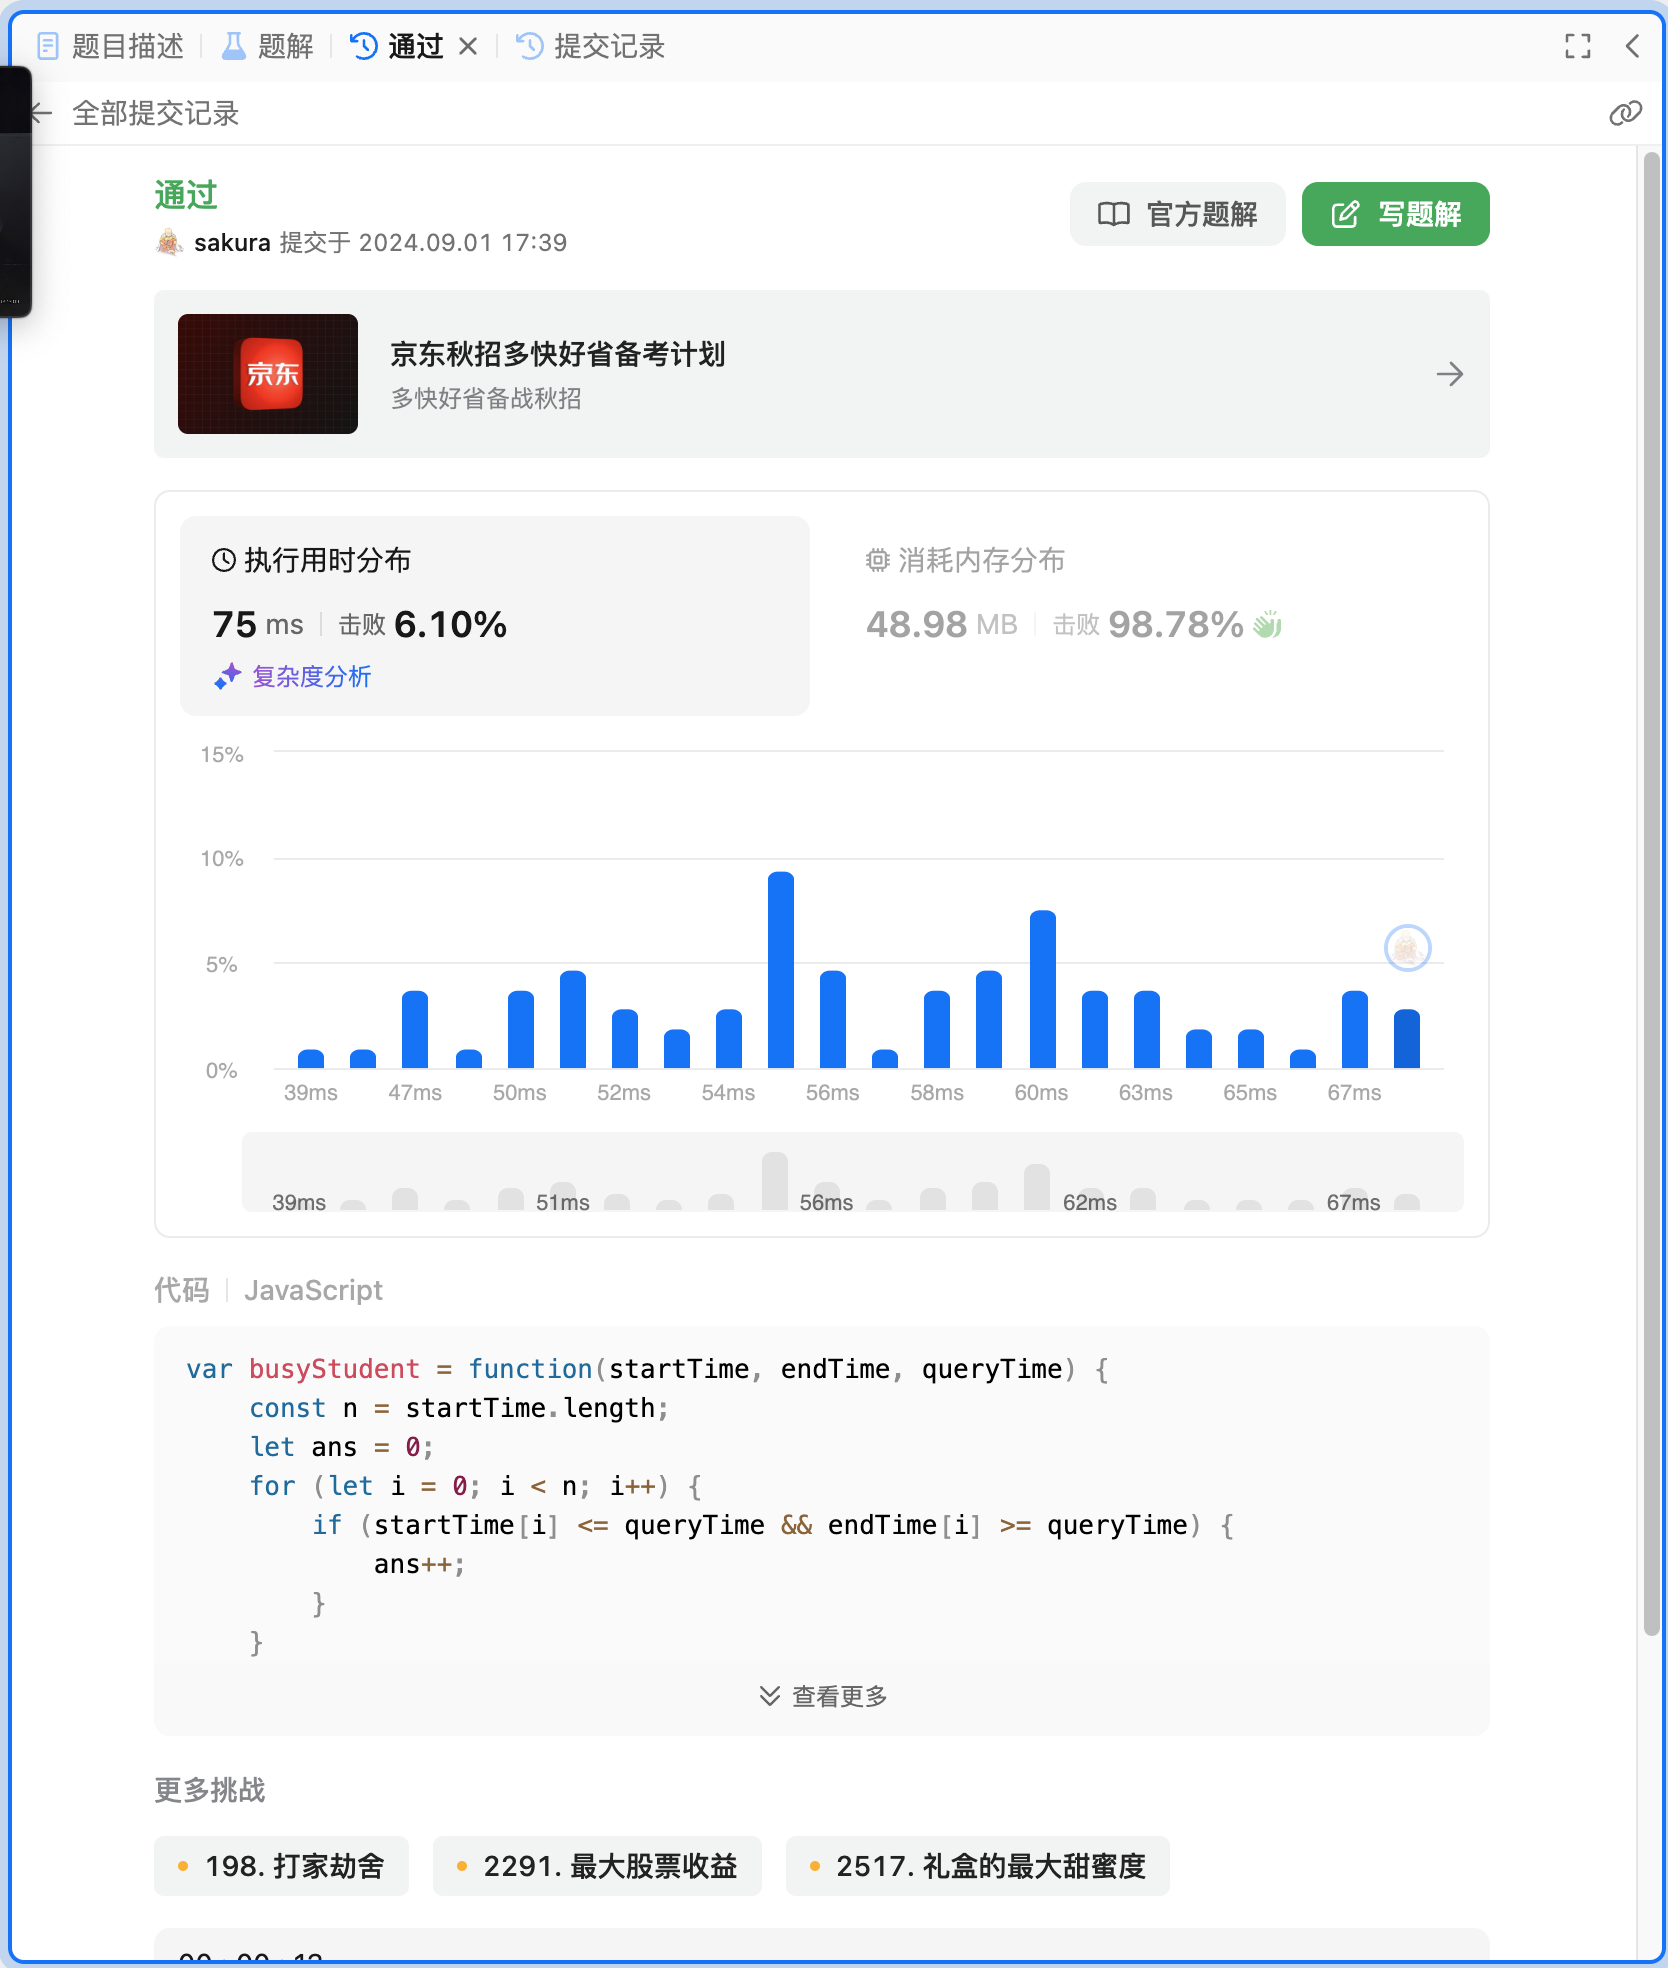 题目描述 题解 通过 提交记录
全部提交记录
通过
官方题解 写题解
sakura 提交于 2024.09.01 17:39
京东
京东秋招多快好省备考计划
多快好省备战秋招
执行用时分布
75 ms 击败 6.10%
复杂度分析
消耗内存分布
48.98 MB 击败 98.78%
15%
10%
5%
0%
39ms 47ms 50ms 52ms 54ms 56ms 58ms 60ms 63ms 65ms 67ms
39ms 51ms 56ms 62ms 67ms
代码 JavaScript
var busyStudent = function(startTime, endTime, queryTime) {
    const n = startTime.length;
    let ans = 0;
    for (let i = 0; i < n; i++) {
        if (startTime[i] <= queryTime && endTime[i] >= queryTime) {
            ans++;
        }
    }
查看更多
更多挑战
198. 打家劫舍 2291. 最大股票收益 2517. 礼盒的最大甜蜜度